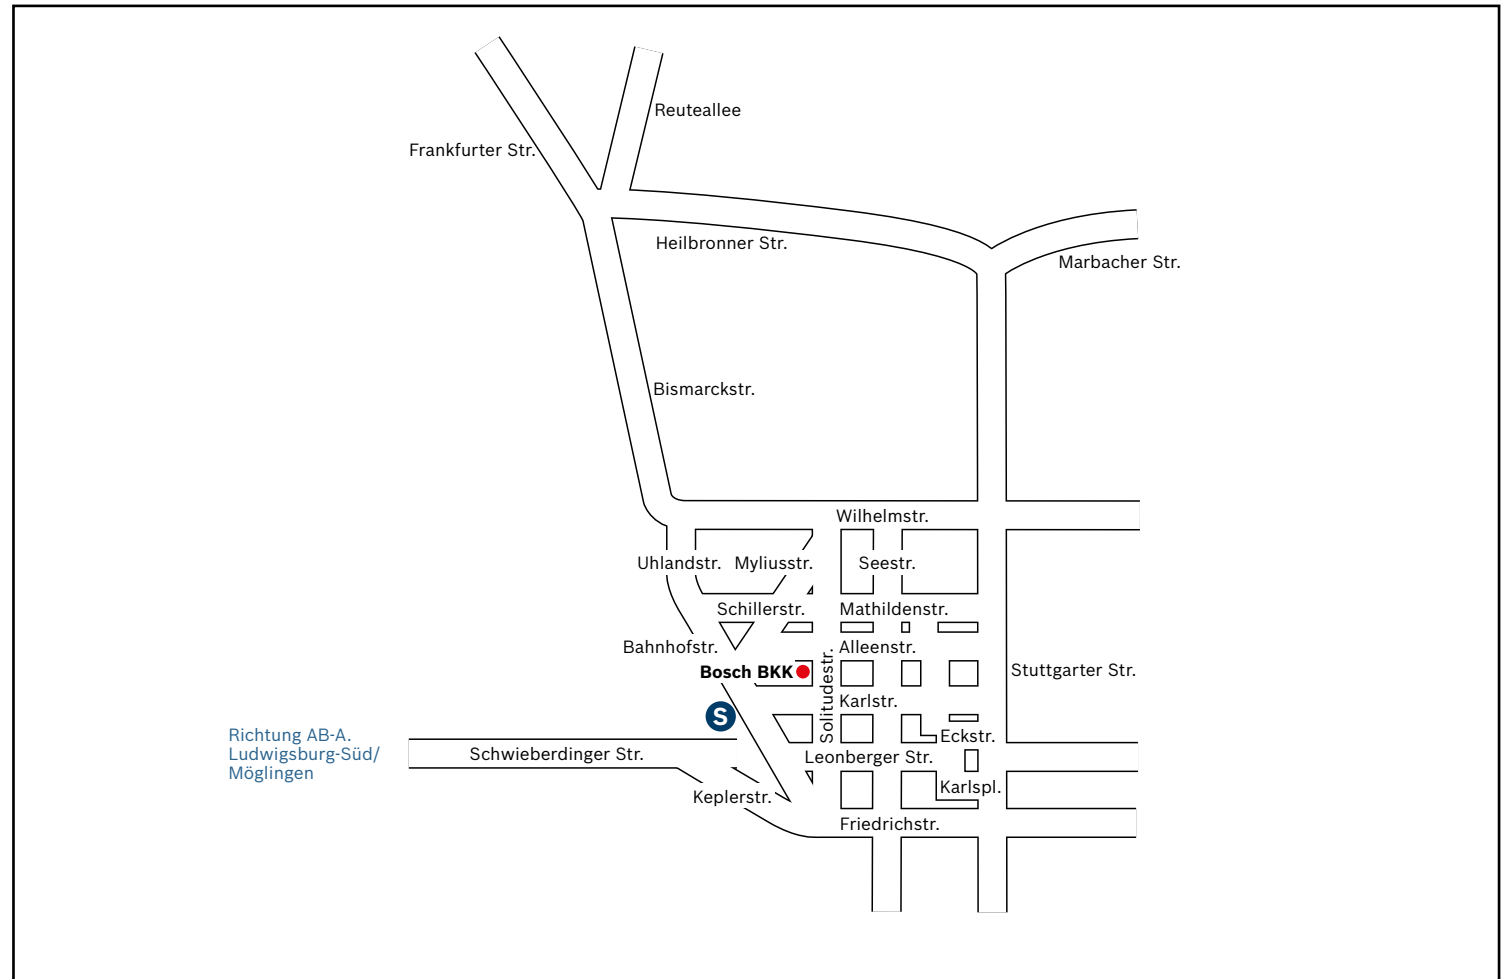 Reuteallee
Frankfurter Str.
Heilbronner Str.
Marbacher Str.
Bismarckstr.
Wilhelmstr.
Uhlandstr.
Myliusstr.
Seestr.
Schillerstr.
Mathildenstr.
Bahnhofstr.
Alleenstr.
Bosch BKK
Solitudestr.
Stuttgarter Str.
Karlstr.
S
Richtung AB-A.
Ludwigsburg-Süd/
Möglingen
Eckstr.
Schwieberdinger Str.
Leonberger Str.
Karlspl.
Keplerstr.
Friedrichstr.